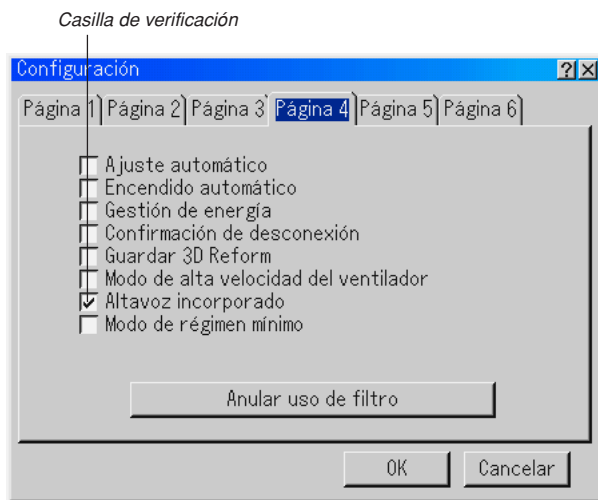 Casilla de verificación
Configuración
Página 1 Página 2 Página 3 Página 4 Página 5 Página 6
Ajuste automático
Encendido automático
Gestión de energía
Confirmación de desconexión
Guardar 3D Reform
Modo de alta velocidad del ventilador
Altavoz incorporado
Modo de régimen mínimo
Anular uso de filtro
OK Cancelar